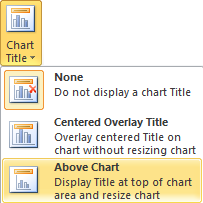 Chart
Title
None
Do not display a chart Title
Centered Overlay Title
Overlay centered Title on
chart without resizing chart
Above Chart
Display Title at top of chart
area and resize chart